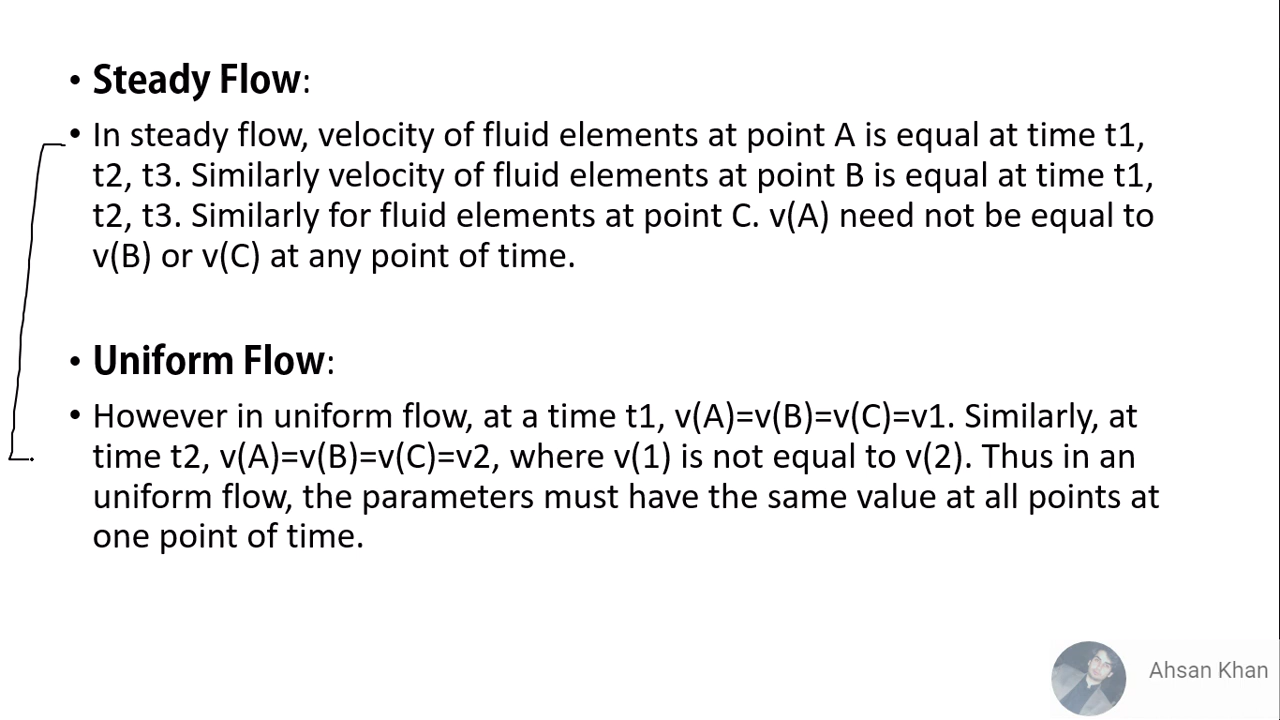 • Steady Flow:
• In steady flow, velocity of fluid elements at point A is equal at time t1,
t2, t3. Similarly velocity of fluid elements at point B is equal at time t1,
t2, t3. Similarly for fluid elements at point C. v(A) need not be equal to
v(B) or v(C) at any point of time.
• Uniform Flow:
• However in uniform flow, at a time t1, v(A)=v(B)=v(C)=v1. Similarly, at
time t2, v(A)=v(B)=v(C)=v2, where v(1) is not equal to v(2). Thus in an
uniform flow, the parameters must have the same value at all points at
one point of time.
Ahsan Khan